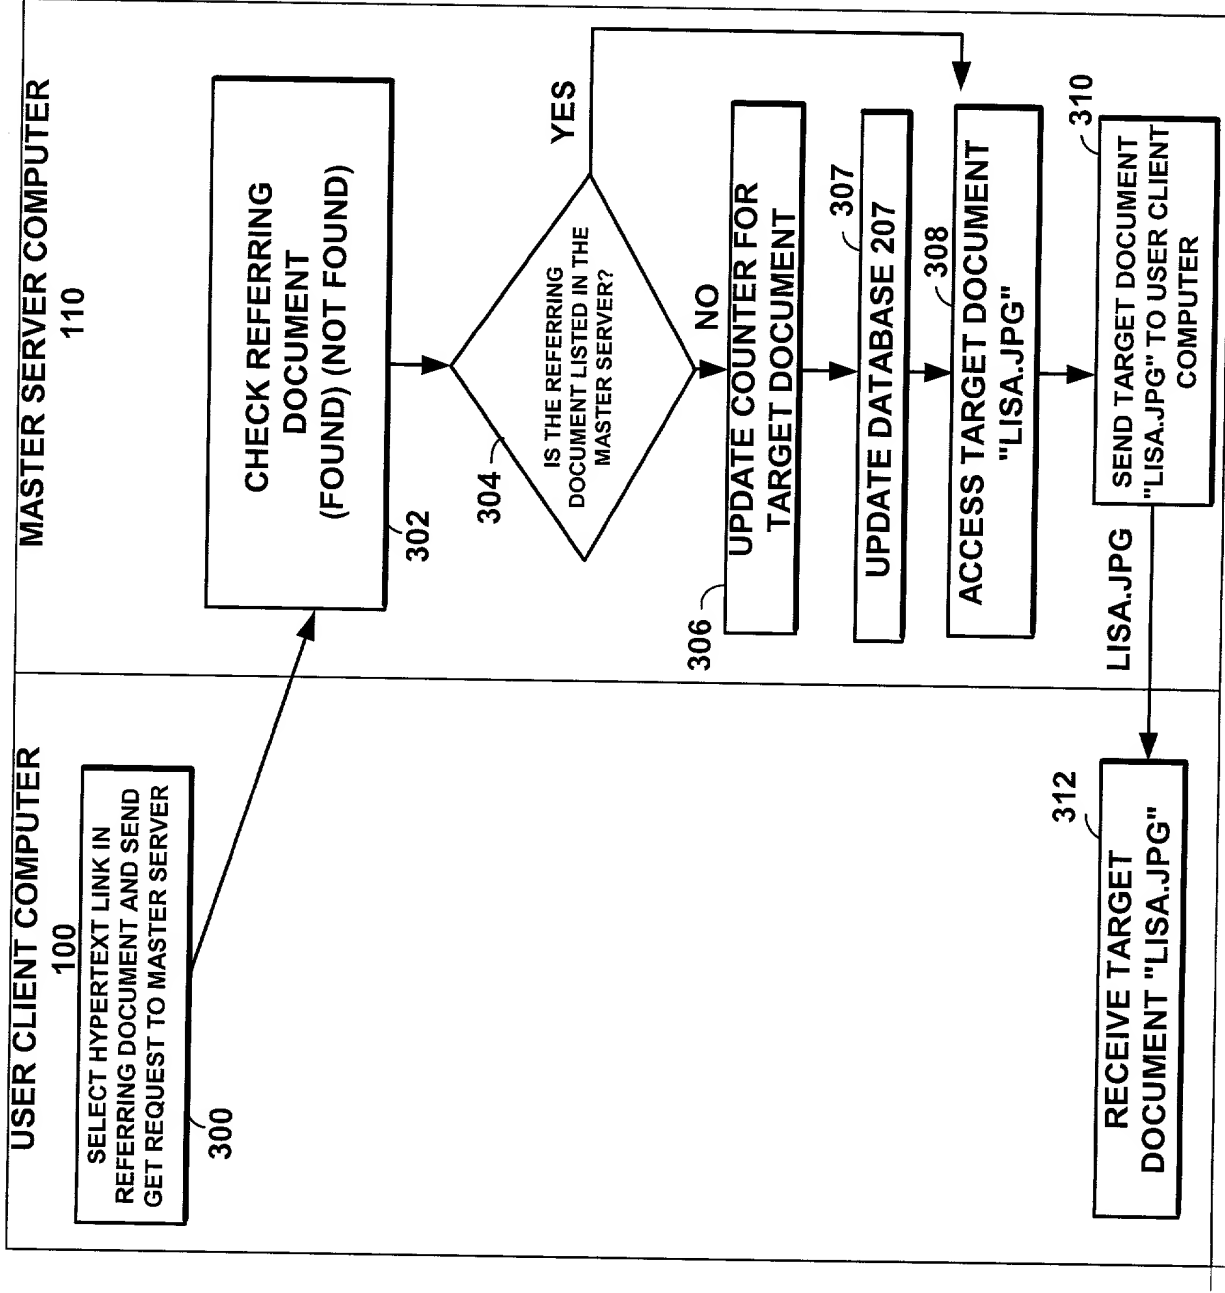 USER CLIENT COMPUTER
100
SELECT HYPERTEXT LINK IN
REFERRING DOCUMENT AND SEND
GET REQUEST TO MASTER SERVER
300
MASTER SERVER COMPUTER
110
CHECK REFERRING
DOCUMENT
(FOUND) (NOT FOUND)
302
304
IS THE REFERRING
DOCUMENT LISTED IN THE
MASTER SERVER?
YES
NO
306
UPDATE COUNTER FOR
TARGET DOCUMENT
307
UPDATE DATABASE 207
308
ACCESS TARGET DOCUMENT
"LISA.JPG"
310
SEND TARGET DOCUMENT
"LISA.JPG" TO USER CLIENT
COMPUTER
LISA.JPG
312
RECEIVE TARGET
DOCUMENT "LISA.JPG"